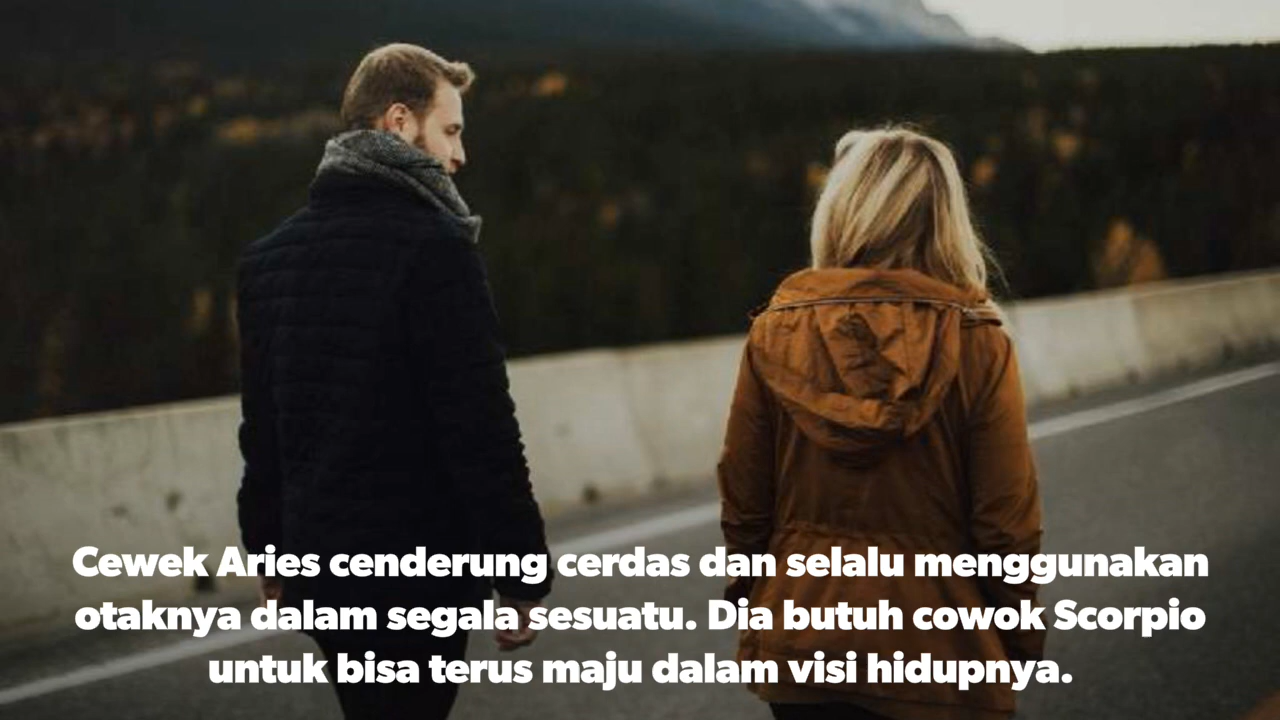 Cewek Aries cenderung cerdas dan selalu menggunakan
otaknya dalam segala sesuatu. Dia butuh cowok Scorpio
untuk bisa terus maju dalam visi hidupnya.